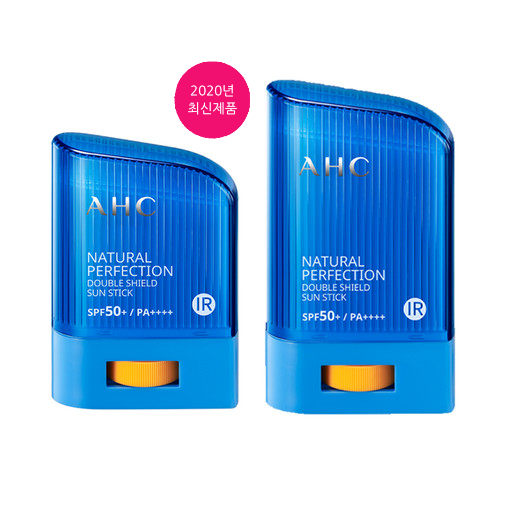 2020년
최신제품
AHC
NATURAL
PERFECTION
DOUBLE SHIELD
SUN STICK
SPF50+ / PA++++
IR
AHC
NATURAL
PERFECTION
DOUBLE SHIELD
SUN STICK
SPF50+ / PA++++
IR